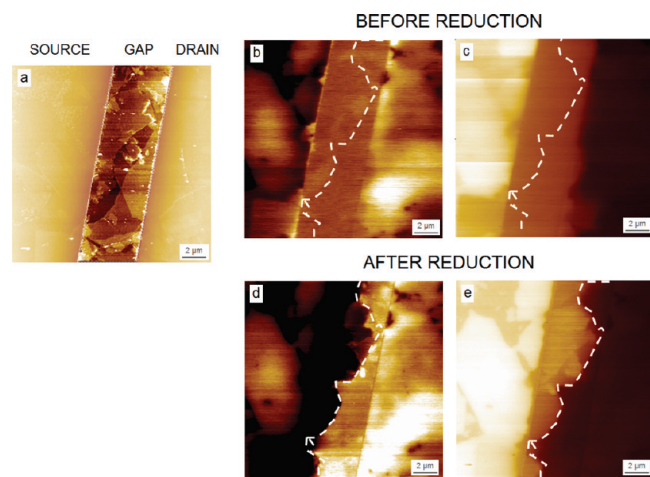 BEFORE REDUCTION
SOURCE GAP DRAIN
a
2 µm
b
2 µm
c
2 µm
AFTER REDUCTION
d
2 µm
e
2 µm